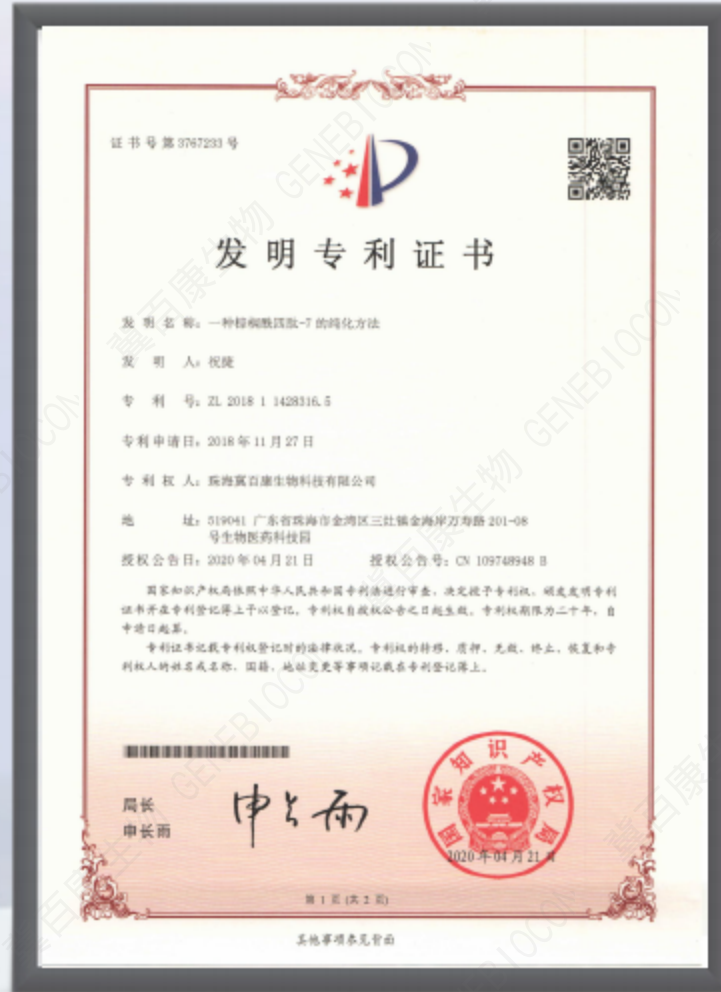 证书号第3767233号
发明专利证书
发明名称：一种棕榈酰四肽-7的纯化方法
发明人：祝捷
专利号：ZL 2018 1 1428316.5
专利申请日：2018年11月27日
专利权人：珠海冀百康生物科技有限公司
地址：519041 广东省珠海市金湾区三灶镇金海岸万寿路201-08
号生物医药科技园
授权公告日：2020年04月21日 授权公告号：CN 109748948 B
国家知识产权局依照中华人民共和国专利法进行审查，决定授予专利权，颁发发明专利
证书并在专利登记簿上予以登记。专利权自授权公告之日起生效。专利权期限为二十年，自
申请日起算。
专利证书记载专利权登记时的法律状况。专利权的转移、质押、无效、终止、恢复和专
利权人的姓名或名称、国籍、地址变更等事项记载在专利登记簿上。
局长
申长雨
申长雨
国家知识产权局
2020年04月21日
第1页(共2页)
其他事项参见背面
冀百康生物 GENEBIOCON